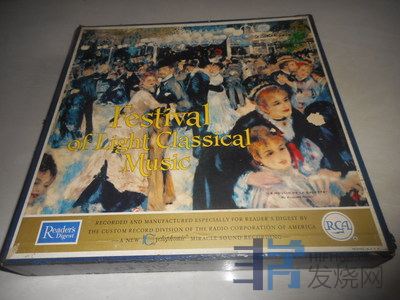 Festival
of Light Classical
Music
Reader's
Digest
RECORDED AND MANUFACTURED ESPECIALLY FOR READER'S DIGEST BY
THE CUSTOM RECORD DIVISION OF THE RADIO CORPORATION OF AMERICA
A NEW Cyclophonic MIRACLE SOUND RECORDING
RCA
发烧网